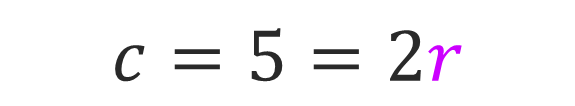 c = 5 = 2r